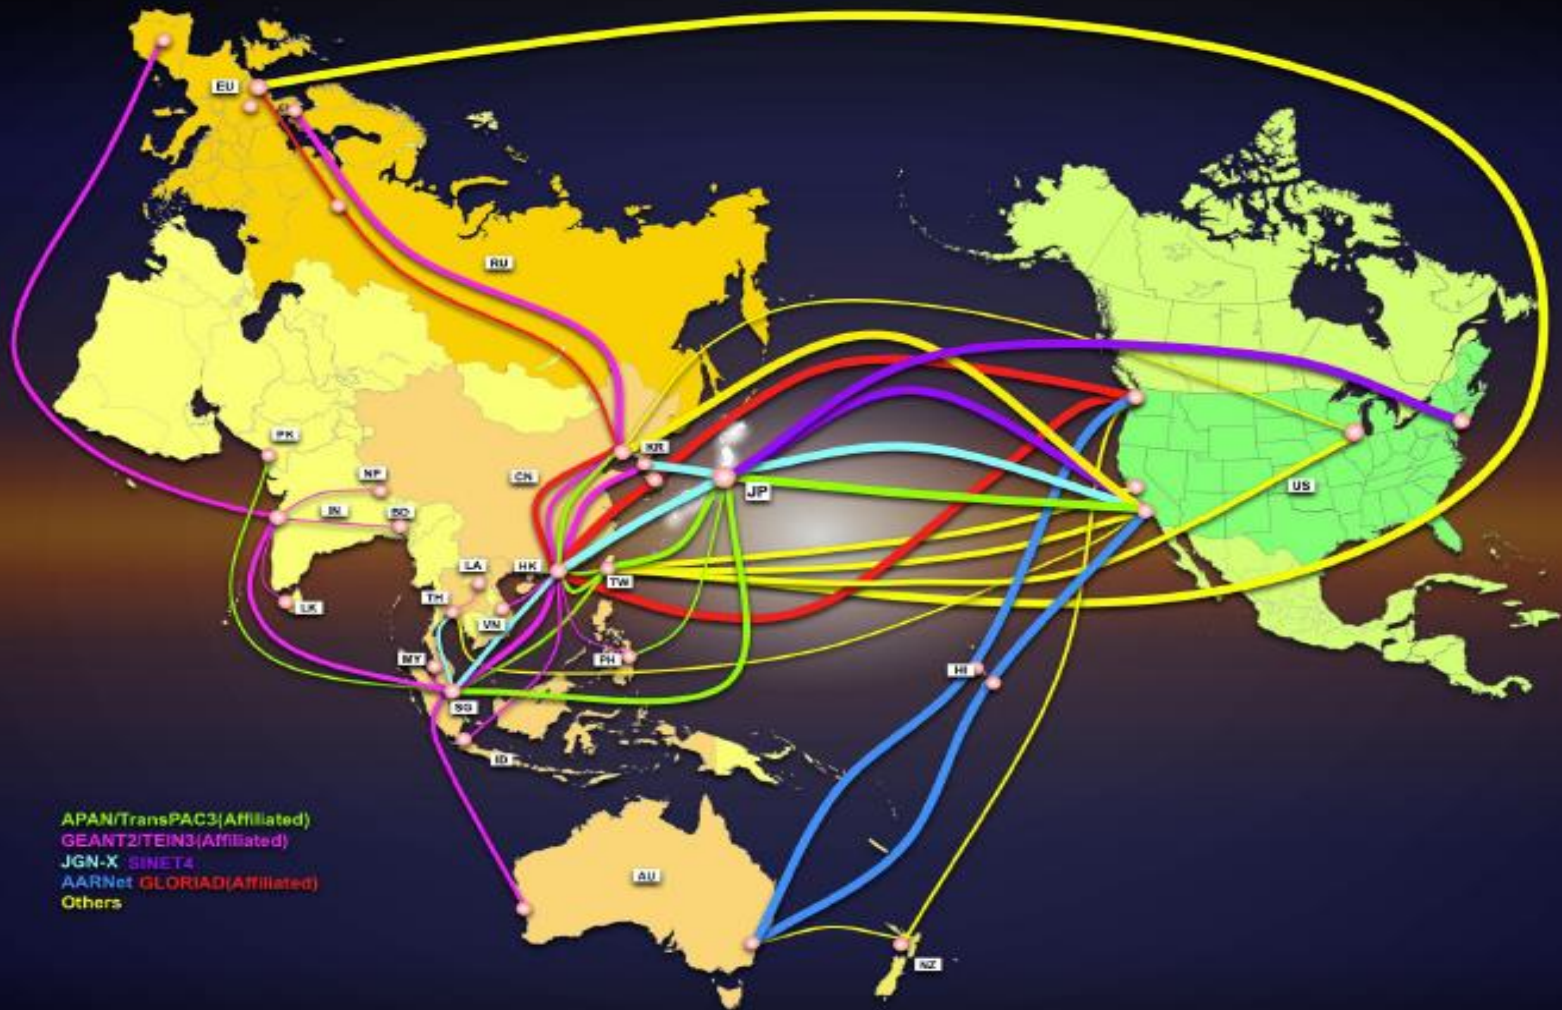 EU
RU
PK
KR
NP
CN
JP
US
IN
BD
LA
HK
TW
TH
LK
VN
MY
PH
HI
SG
ID
APAN/TransPAC3(Affiliated)
GEANT2/TEIN3(Affiliated)
JGN-X SINET4
AARNet GLORIAD(Affiliated)
Others
AU
NZ